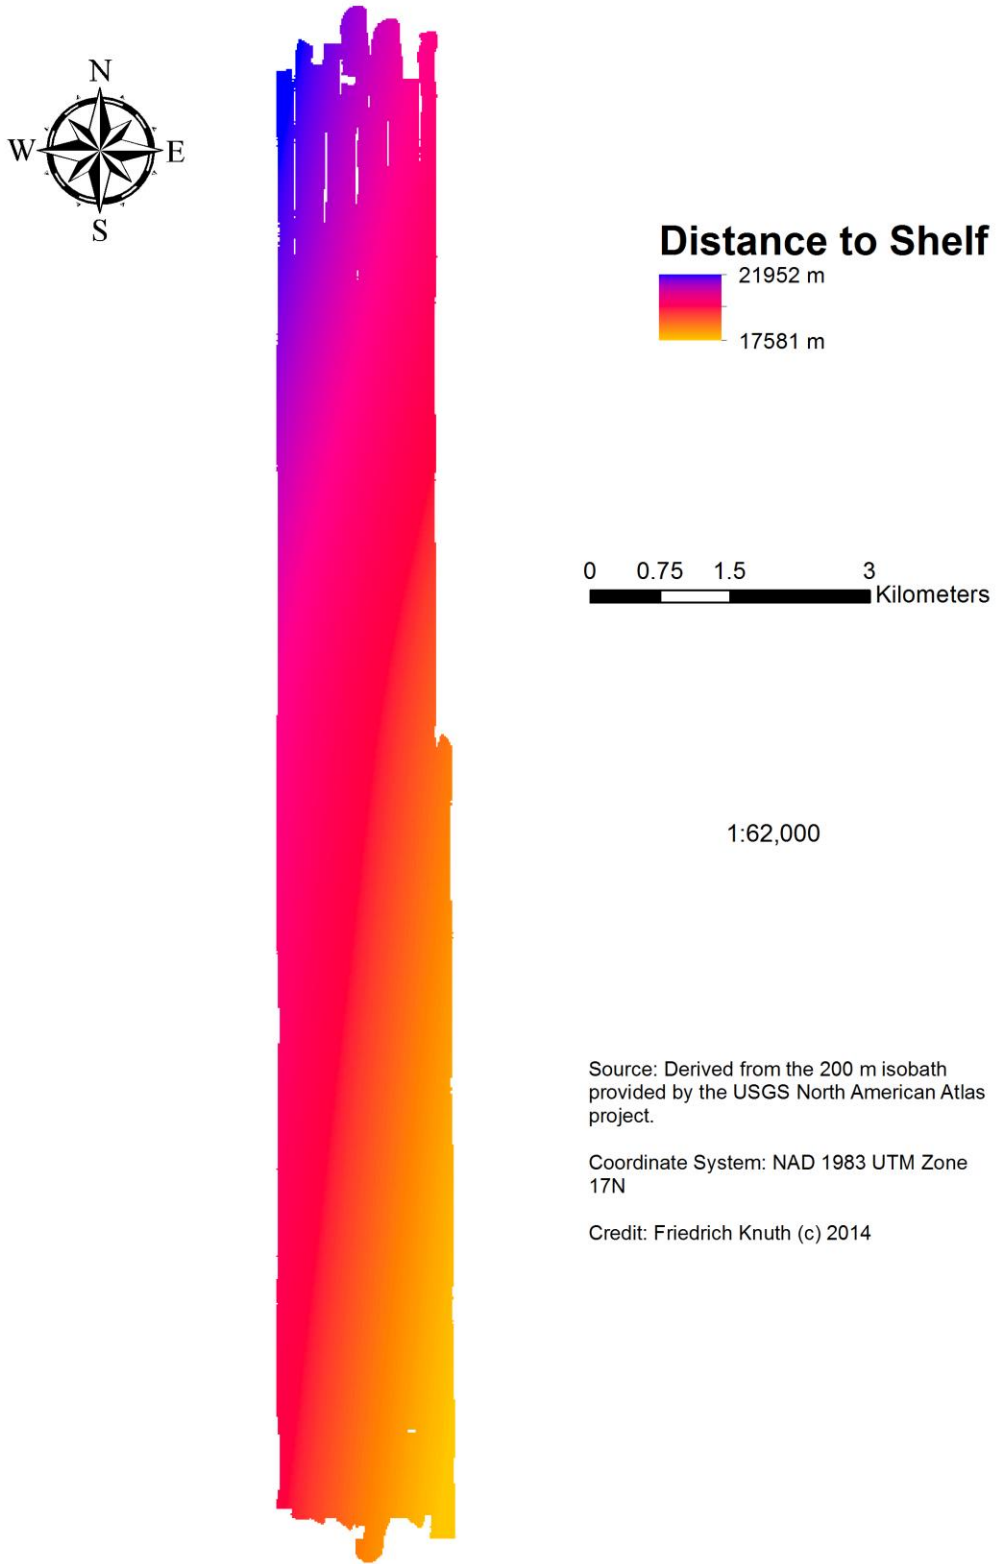 N
W E
S
Distance to Shelf
21952 m
17581 m
0 0.75 1.5 3
Kilometers
1:62,000
Source: Derived from the 200 m isobath
provided by the USGS North American Atlas
project.
Coordinate System: NAD 1983 UTM Zone
17N
Credit: Friedrich Knuth (c) 2014